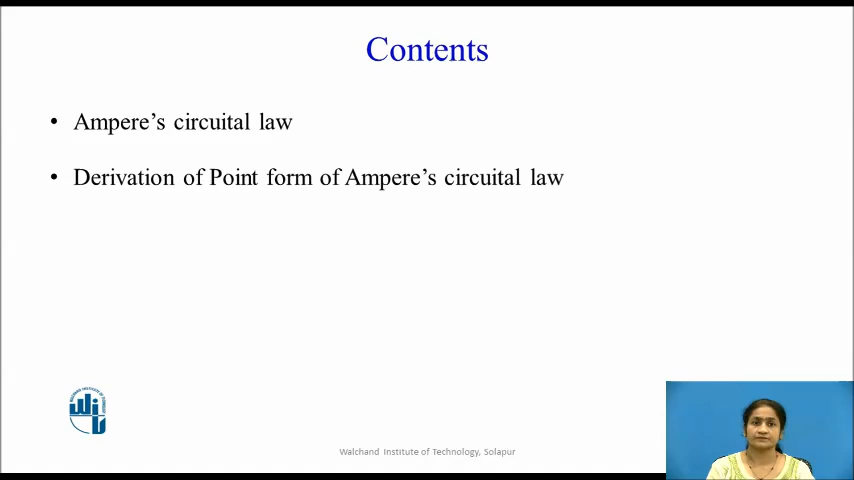 Contents
• Ampere’s circuital law
• Derivation of Point form of Ampere’s circuital law
Walchand Institute of Technology, Solapur